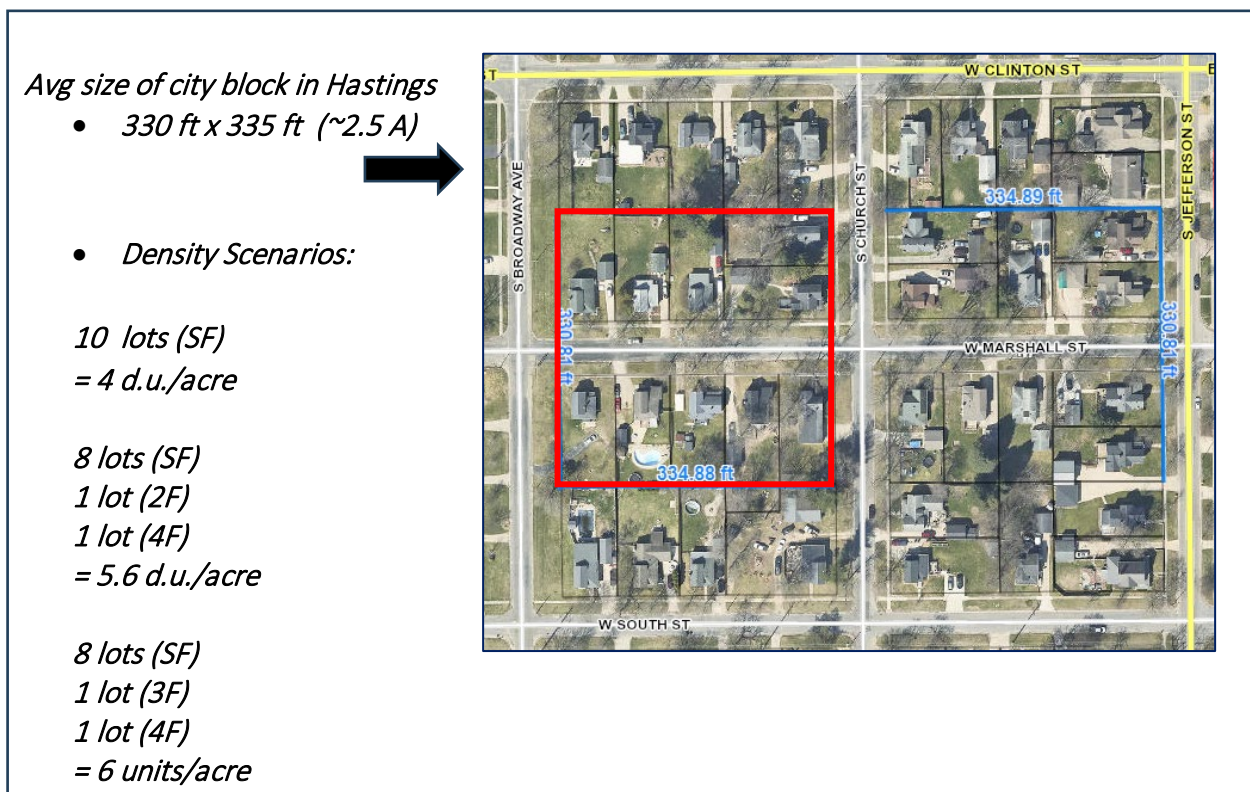 Avg size of city block in Hastings
• 330 ft x 335 ft (~2.5 A)
• Density Scenarios:
10 lots (SF)
= 4 d.u./acre
8 lots (SF)
1 lot (2F)
1 lot (4F)
= 5.6 d.u./acre
8 lots (SF)
1 lot (3F)
1 lot (4F)
= 6 units/acre
T
W CLINTON ST
E
S BROADWAY AVE
S CHURCH ST
S JEFFERSON ST
334.89 ft
330.81 ft
W MARSHALL ST
330.81 ft
334.88 ft
W SOUTH ST